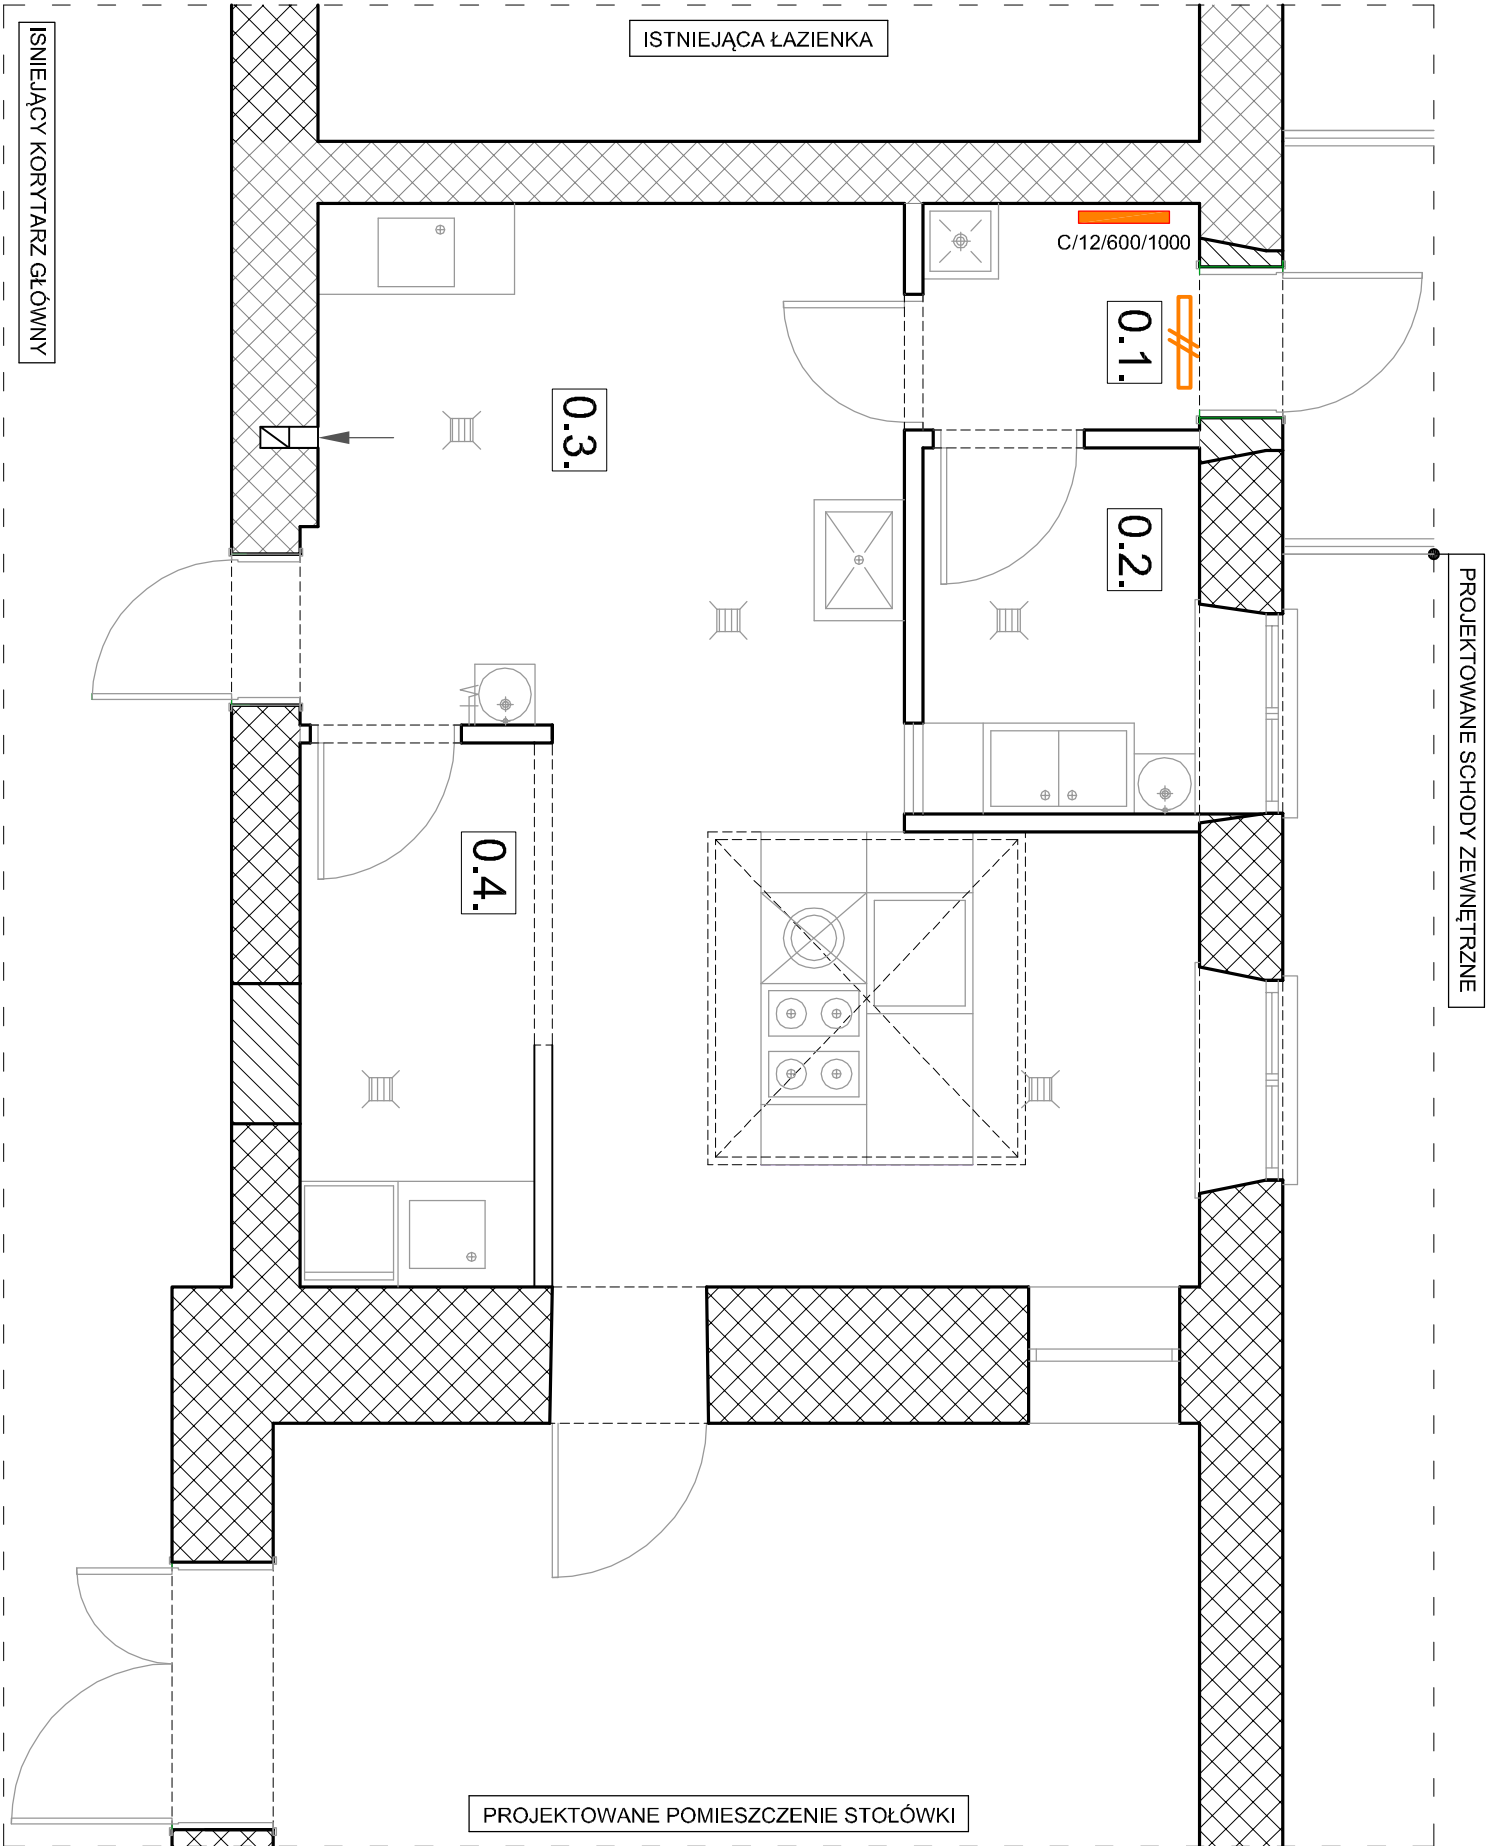 ISTNIEJĄCA ŁAZIENKA
ISNIEJĄCY KORYTARZ GŁÓWNY
C/12/600/1000
0.1.
0.3.
0.2.
PROJEKTOWANE SCHODY ZEWNĘTRZNE
0.4.
PROJEKTOWANE POMIESZCZENIE STOŁÓWKI